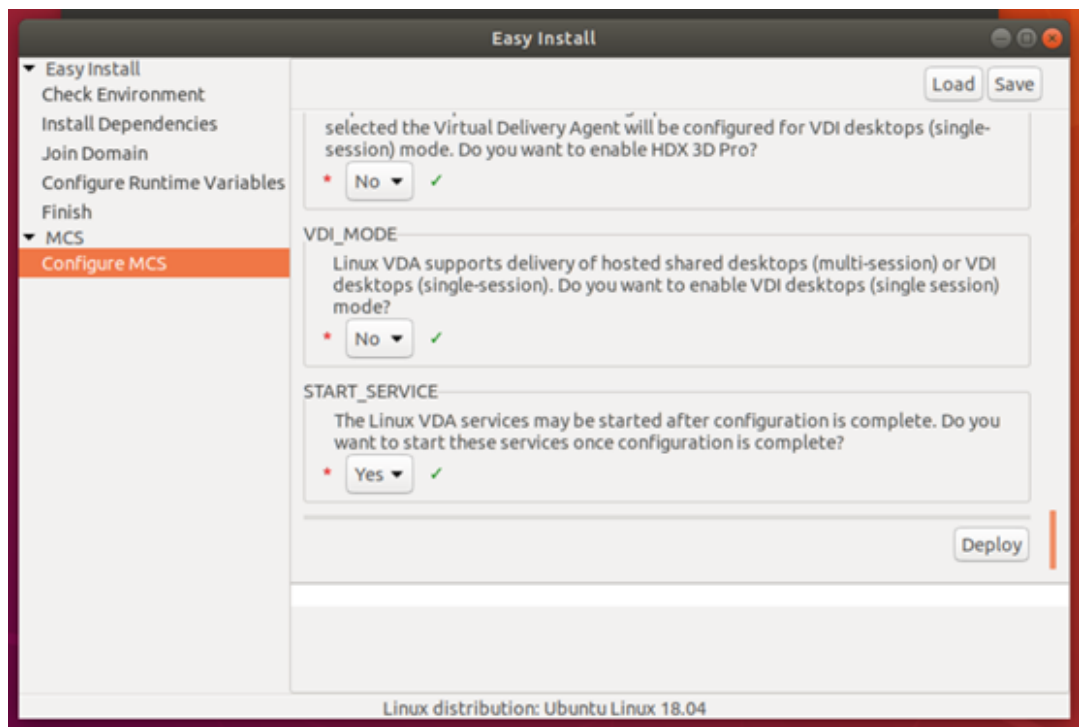 Easy Install
Easy Install
Check Environment
Install Dependencies
Join Domain
Configure Runtime Variables
Finish
MCS
Configure MCS
Load Save
selected the Virtual Delivery Agent will be configured for VDI desktops (single-
session) mode. Do you want to enable HDX 3D Pro?
* No ✓
VDI_MODE
Linux VDA supports delivery of hosted shared desktops (multi-session) or VDI
desktops (single-session). Do you want to enable VDI desktops (single session)
mode?
* No ✓
START_SERVICE
The Linux VDA services may be started after configuration is complete. Do you
want to start these services once configuration is complete?
* Yes ✓
Deploy
Linux distribution: Ubuntu Linux 18.04